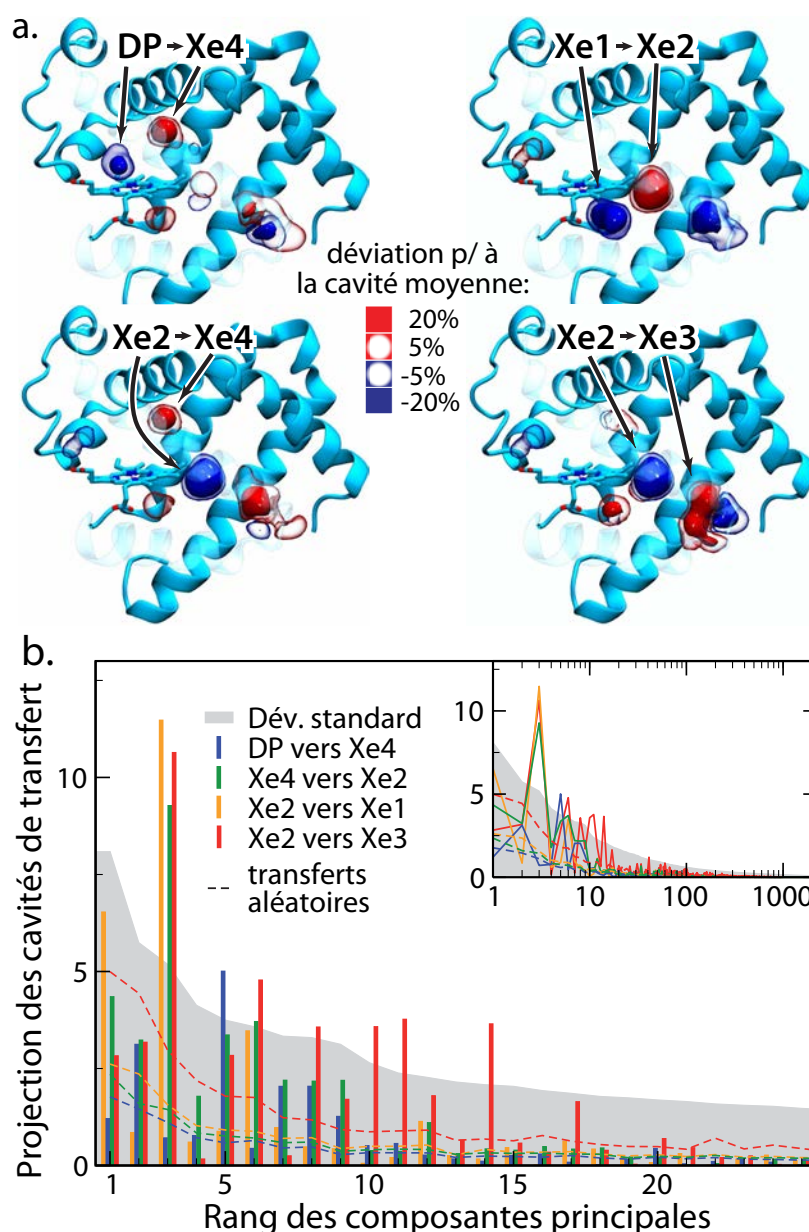 a.
DP → Xe4
Xe1 → Xe2
déviation p/ à
la cavité moyenne:
20%
5%
-5%
-20%
Xe2 → Xe4
Xe2 → Xe3
b.
Projection des cavités de transfert
10
5
0
Dév. standard
DP vers Xe4
Xe4 vers Xe2
Xe2 vers Xe1
Xe2 vers Xe3
transferts
aléatoires
10
5
0
1 10 100 1000
1 5 10 15 20
Rang des composantes principales